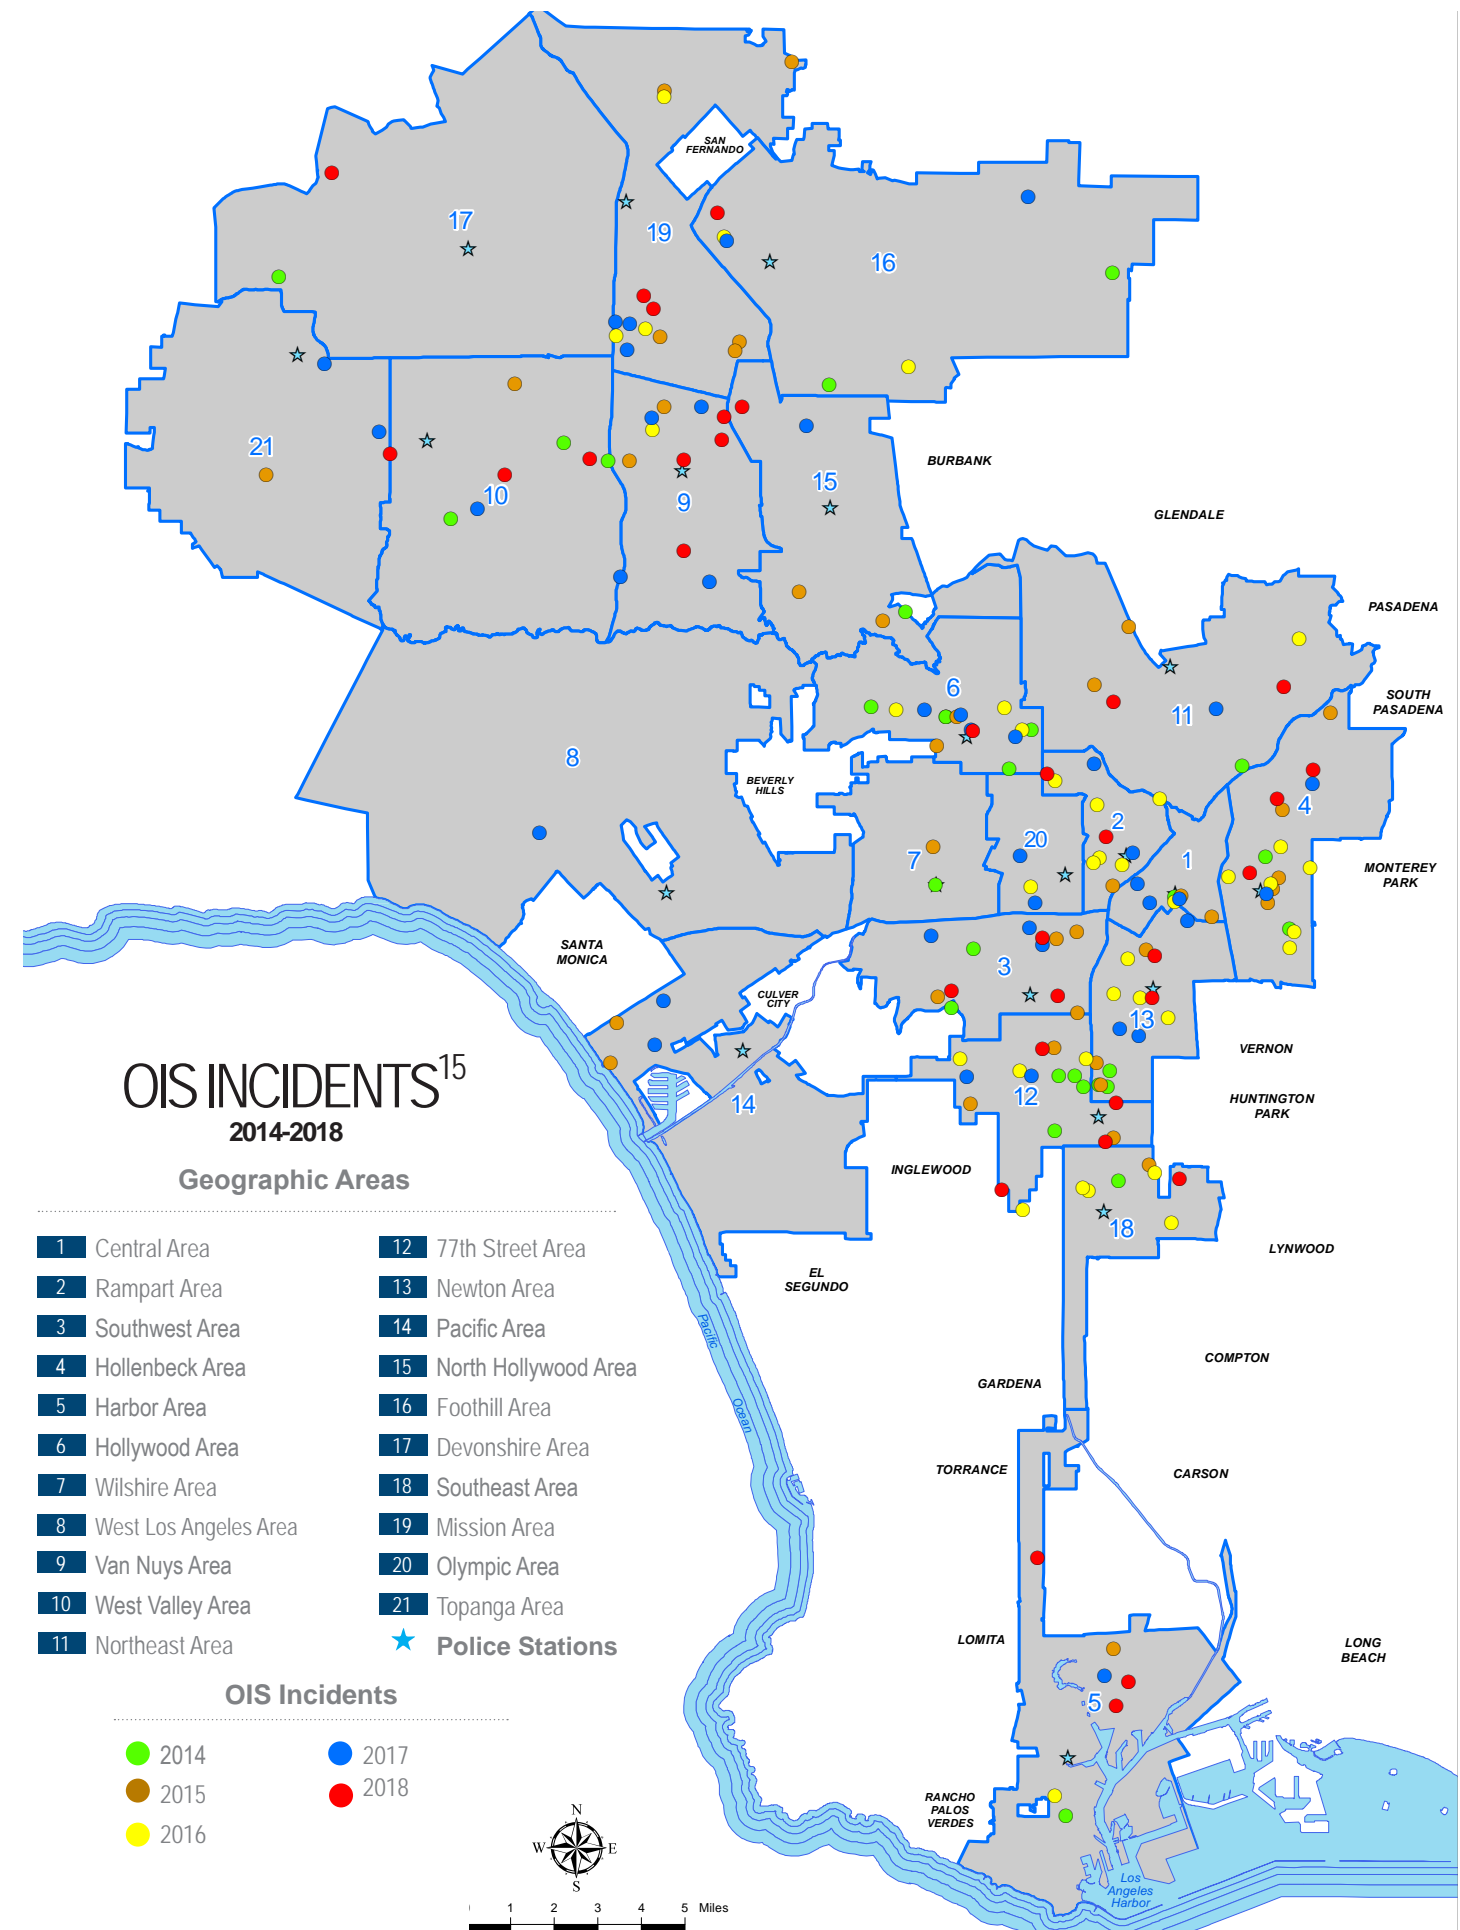 SAN
FERNANDO
17
19
16
21
10
9
15
BURBANK
GLENDALE
PASADENA
6
11
SOUTH
PASADENA
8
BEVERLY
HILLS
4
2
20
7
1
MONTEREY
PARK
SANTA
MONICA
3
CULVER
CITY
13
VERNON
14
12
HUNTINGTON
PARK
INGLEWOOD
18
LYNWOOD
EL
SEGUNDO
Pacific
Ocean
COMPTON
GARDENA
TORRANCE
CARSON
LOMITA
LONG
BEACH
5
RANCHO
PALOS
VERDES
Los
Angeles
Harbor
OIS INCIDENTS15
2014-2018
Geographic Areas
1 Central Area
2 Rampart Area
3 Southwest Area
4 Hollenbeck Area
5 Harbor Area
6 Hollywood Area
7 Wilshire Area
8 West Los Angeles Area
9 Van Nuys Area
10 West Valley Area
11 Northeast Area
12 77th Street Area
13 Newton Area
14 Pacific Area
15 North Hollywood Area
16 Foothill Area
17 Devonshire Area
18 Southeast Area
19 Mission Area
20 Olympic Area
21 Topanga Area
Police Stations
OIS Incidents
2014
2015
2016
2017
2018
N
W E
S
1 2 3 4 5 Miles